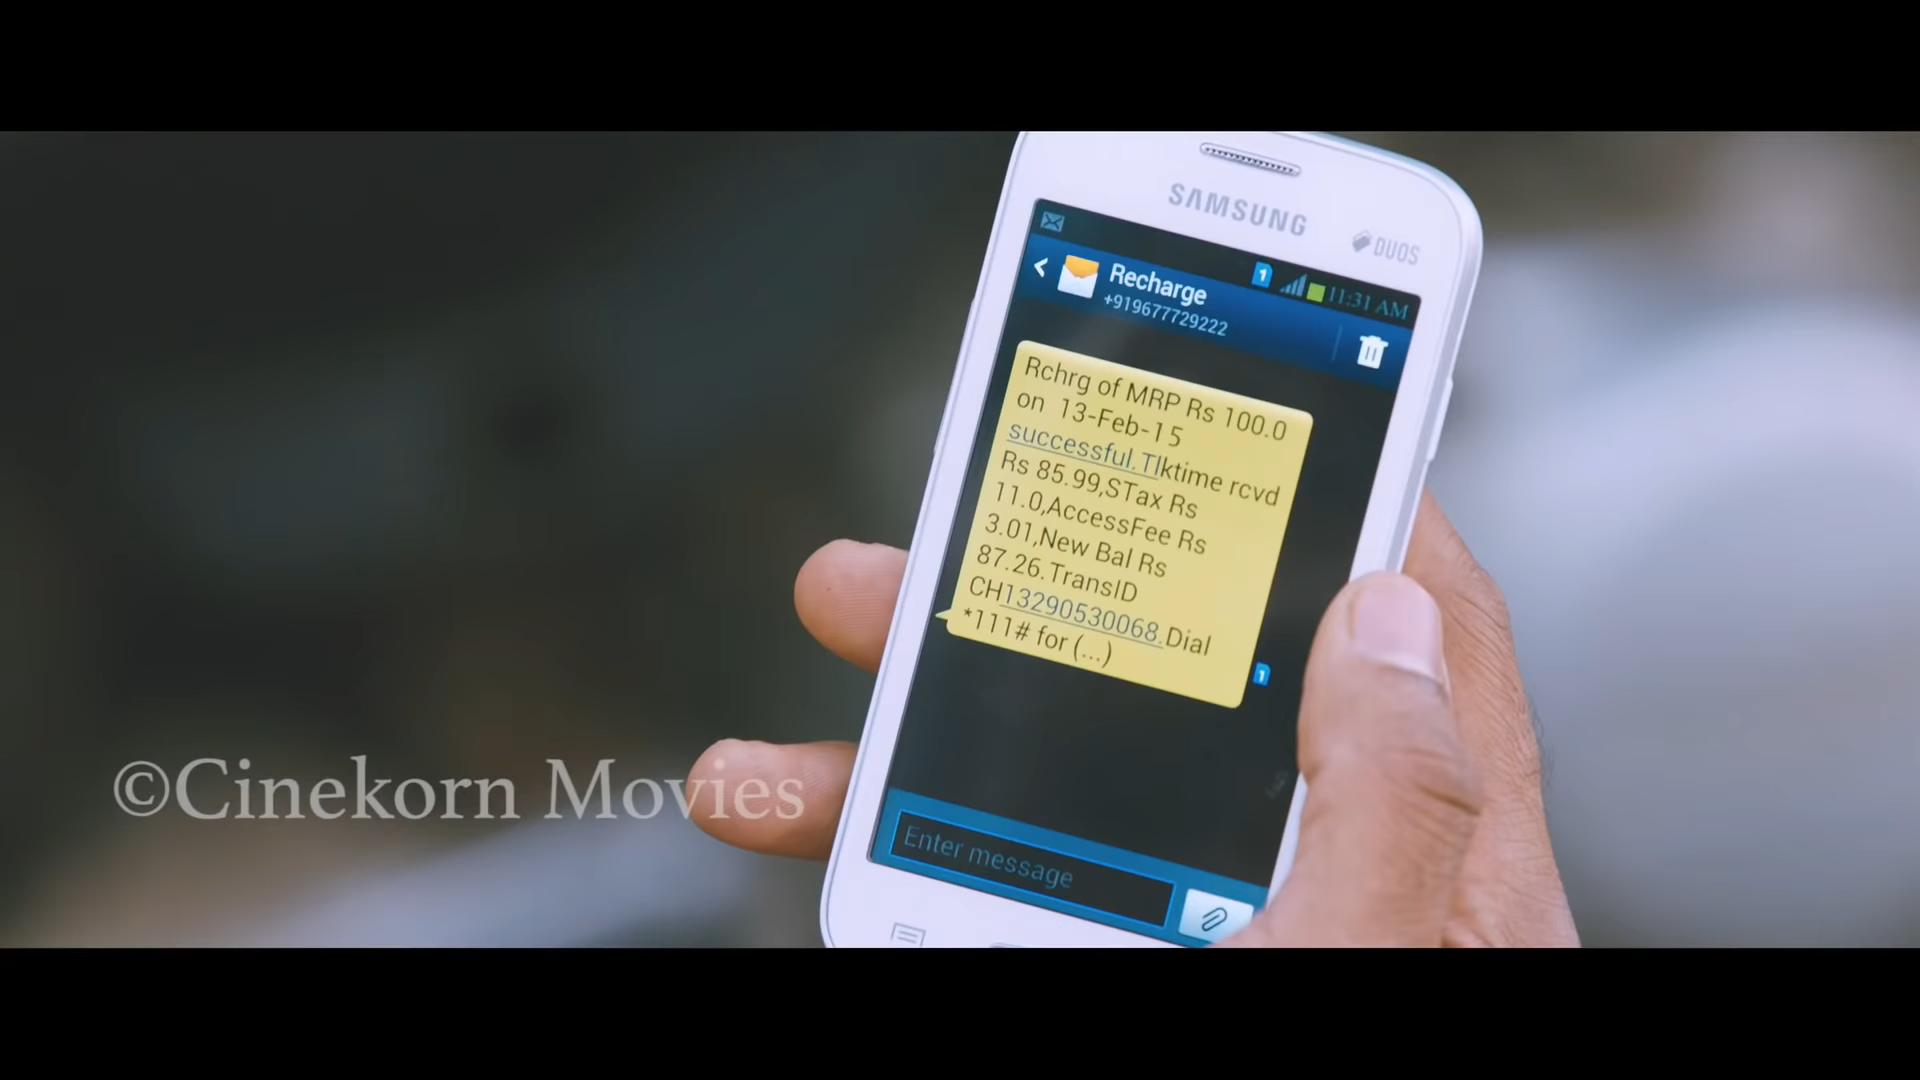 SAMSUNG
DUOS
1
11:31 AM
Recharge
+919677729222
Rchrg of MRP Rs 100.0
on 13-Feb-15
successful.Tlktime rcvd
Rs 85.99,STax Rs
11.0,AccessFee Rs
3.01,New Bal Rs
87.26.TransID
CH13290530068.Dial
*111# for (...)
1
©Cinekorn Movies
Enter message